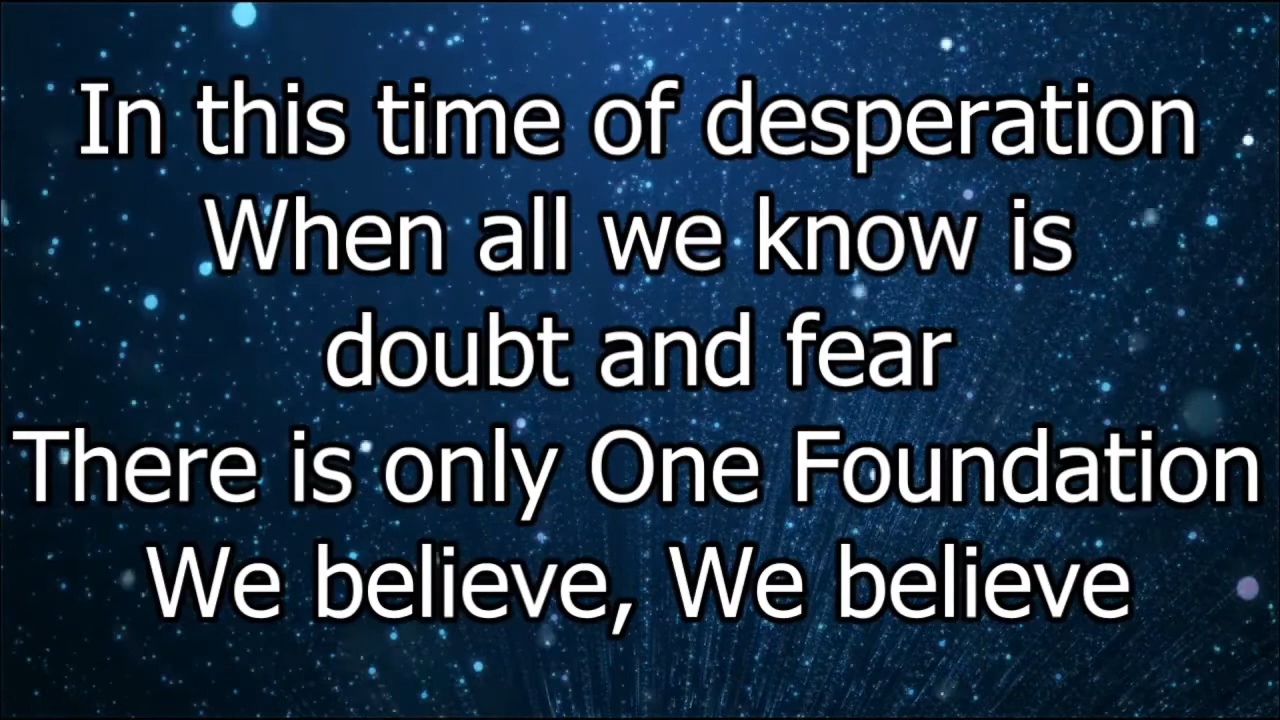 In this time of desperation
When all we know is
doubt and fear
There is only One Foundation
We believe, We believe